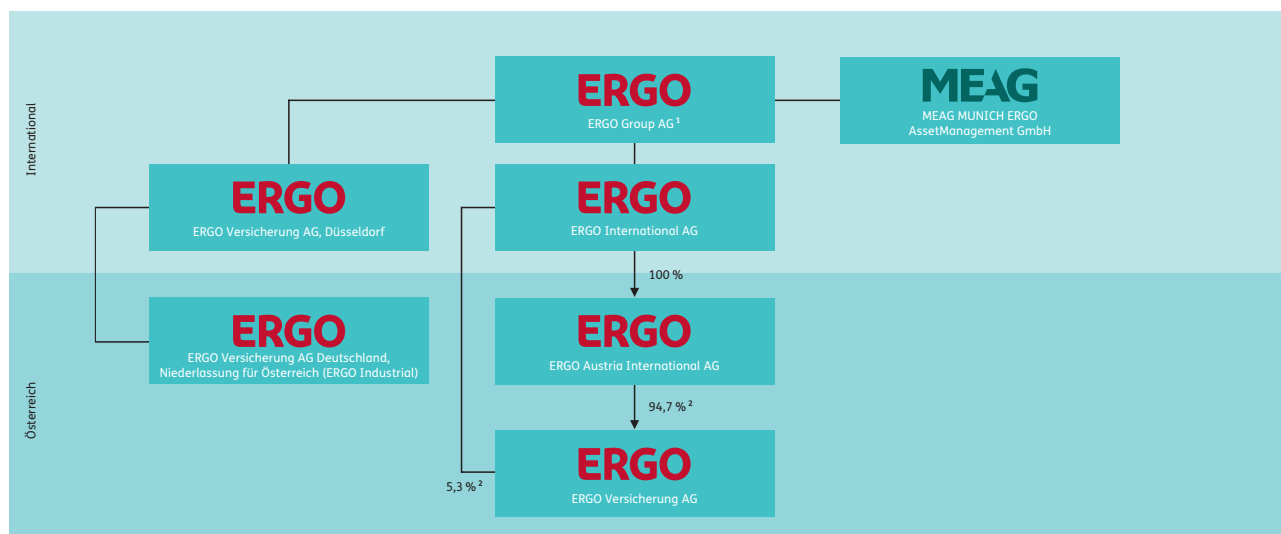 International
ERGO
ERGO Group AG ¹
MEAG
MEAG MUNICH ERGO
AssetManagement GmbH
ERGO
ERGO Versicherung AG, Düsseldorf
ERGO
ERGO International AG
100 %
Österreich
ERGO
ERGO Versicherung AG Deutschland,
Niederlassung für Österreich (ERGO Industrial)
ERGO
ERGO Austria International AG
94,7 % ²
5,3 % ²
ERGO
ERGO Versicherung AG